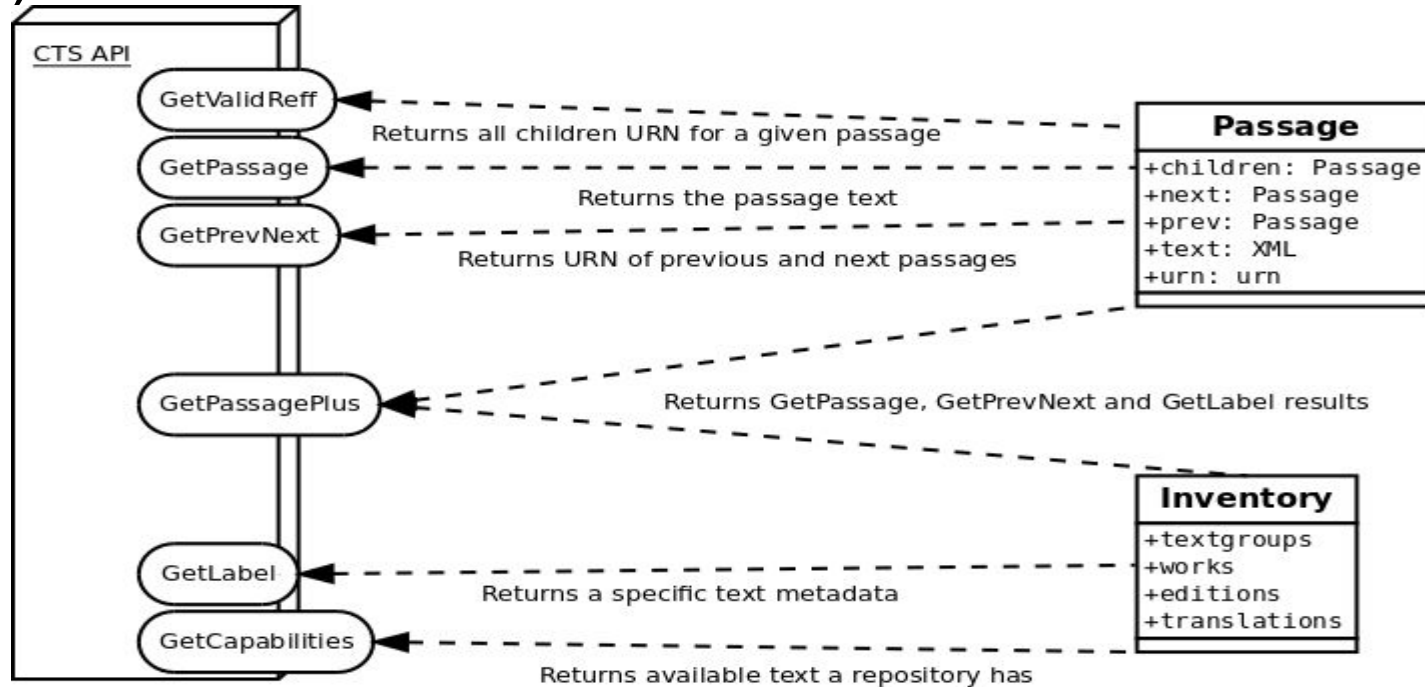 CTS API
GetValidReff
Returns all children URN for a given passage
GetPassage
Returns the passage text
GetPrevNext
Returns URN of previous and next passages
GetPassagePlus
Returns GetPassage, GetPrevNext and GetLabel results
GetLabel
Returns a specific text metadata
GetCapabilities
Returns available text a repository has
Passage
+children: Passage
+next: Passage
+prev: Passage
+text: XML
+urn: urn
Inventory
+textgroups
+works
+editions
+translations